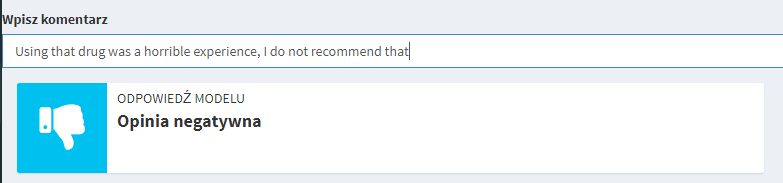 Wpisz komentarz
Using that drug was a horrible experience, I do not recommend that
ODPOWIEDŹ MODELU
Opinia negatywna